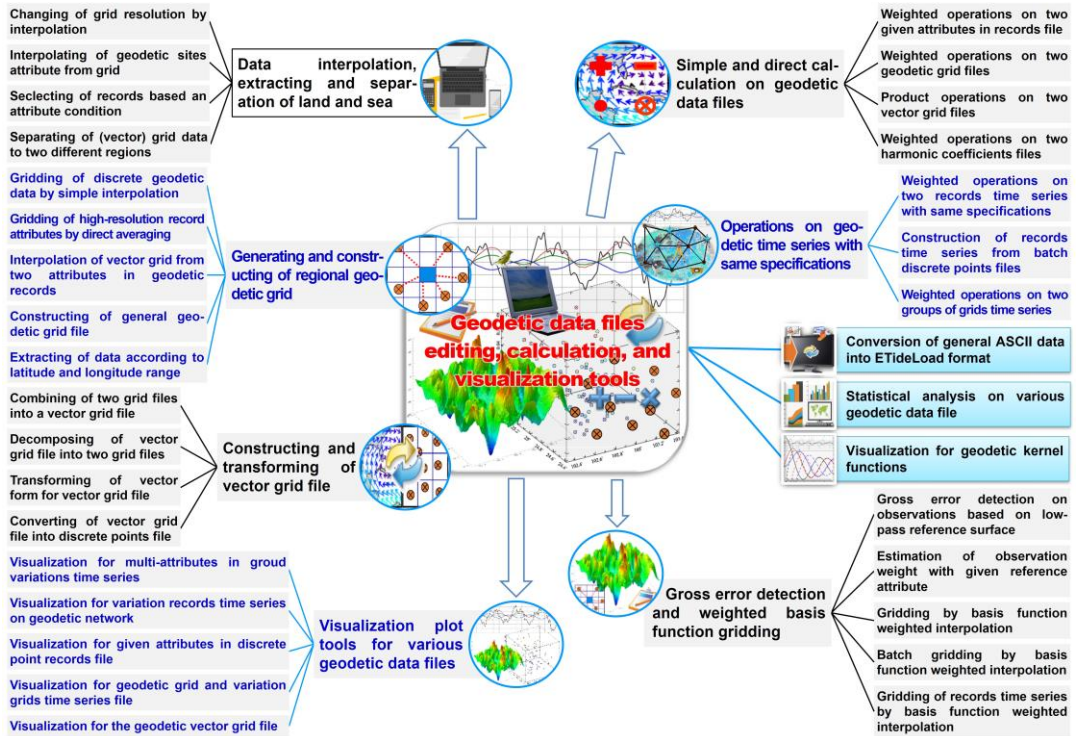 Changing of grid resolution by
interpolation
Interpolating of geodetic sites
attribute from grid
Seclecting of records based an
attribute condition
Separating of (vector) grid data
to two different regions
Data interpolation,
extracting and separ-
ation of land and sea
Simple and direct cal-
culation on geodetic
data files
Weighted operations on two
given attributes in records file
Weighted operations on two
geodetic grid files
Product operations on two
vector grid files
Weighted operations on two
harmonic coefficients files
Gridding of discrete geodetic
data by simple interpolation
Gridding of high-resolution record
attributes by direct averaging
Interpolation of vector grid from
two attributes in geodetic
records
Constructing of general geo-
detic grid file
Extracting of data according to
latitude and longitude range
Generating and constr-
ucting of regional geo-
detic grid
Operations on geo-
detic time series with
same specifications
Weighted operations on
two records time series
with same specifications
Construction of records
time series from batch
discrete points files
Weighted operations on two
groups of grids time series
Geodetic data files
editing, calculation, and
visualization tools
Conversion of general ASCII data
into ETideLoad format
Statistical analysis on various
geodetic data file
Visualization for geodetic kernel
functions
Combining of two grid files
into a vector grid file
Decomposing of vector
grid file into two grid files
Transforming of vector
form for vector grid file
Converting of vector grid
file into discrete points file
Constructing and
transforming of
vector grid file
Visualization for multi-attributes in groud
variations time series
Visualization for variation records time series
on geodetic network
Visualization for given attributes in discrete
point records file
Visualization for geodetic grid and variation
grids time series file
Visualization for the geodetic vector grid file
Visualization plot
tools for various
geodetic data files
Gross error detection
and weighted basis
function gridding
Gross error detection on
observations based on low-
pass reference surface
Estimation of observation
weight with given reference
attribute
Gridding by basis function
weighted interpolation
Batch gridding by basis
function weighted interpolation
Gridding of records time series
by basis function weighted
interpolation